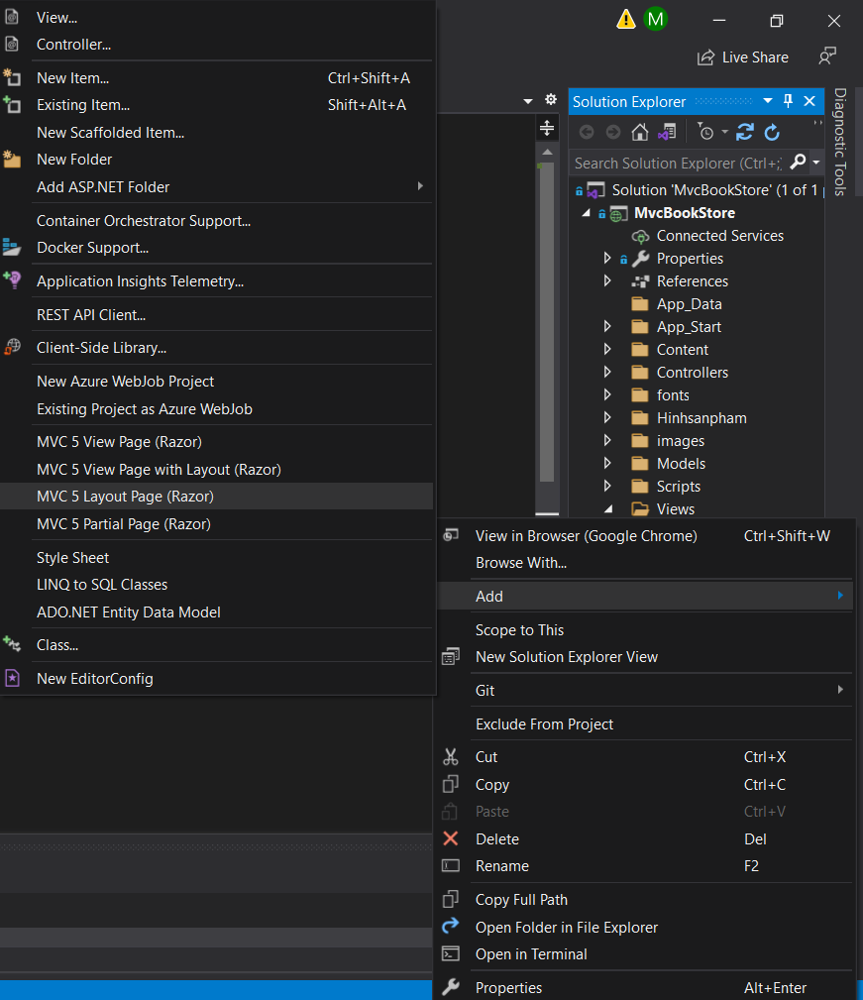 View...
Controller...
New Item... Ctrl+Shift+A
Existing Item... Shift+Alt+A
New Scaffolded Item...
New Folder
Add ASP.NET Folder
Container Orchestrator Support...
Docker Support...
Application Insights Telemetry...
REST API Client...
Client-Side Library...
New Azure WebJob Project
Existing Project as Azure WebJob
MVC 5 View Page (Razor)
MVC 5 View Page with Layout (Razor)
MVC 5 Layout Page (Razor)
MVC 5 Partial Page (Razor)
Style Sheet
LINQ to SQL Classes
ADO.NET Entity Data Model
Class...
New EditorConfig
M
Live Share
Solution Explorer
Search Solution Explorer (Ctrl+;
Solution 'MvcBookStore' (1 of 1 p
MvcBookStore
Connected Services
Properties
References
App_Data
App_Start
Content
Controllers
fonts
Hinhsanpham
images
Models
Scripts
Views
Diagnostic Tools
View in Browser (Google Chrome) Ctrl+Shift+W
Browse With...
Add
Scope to This
New Solution Explorer View
Git
Exclude From Project
Cut Ctrl+X
Copy Ctrl+C
Paste Ctrl+V
Delete Del
Rename F2
Copy Full Path
Open Folder in File Explorer
Open in Terminal
Properties Alt+Enter